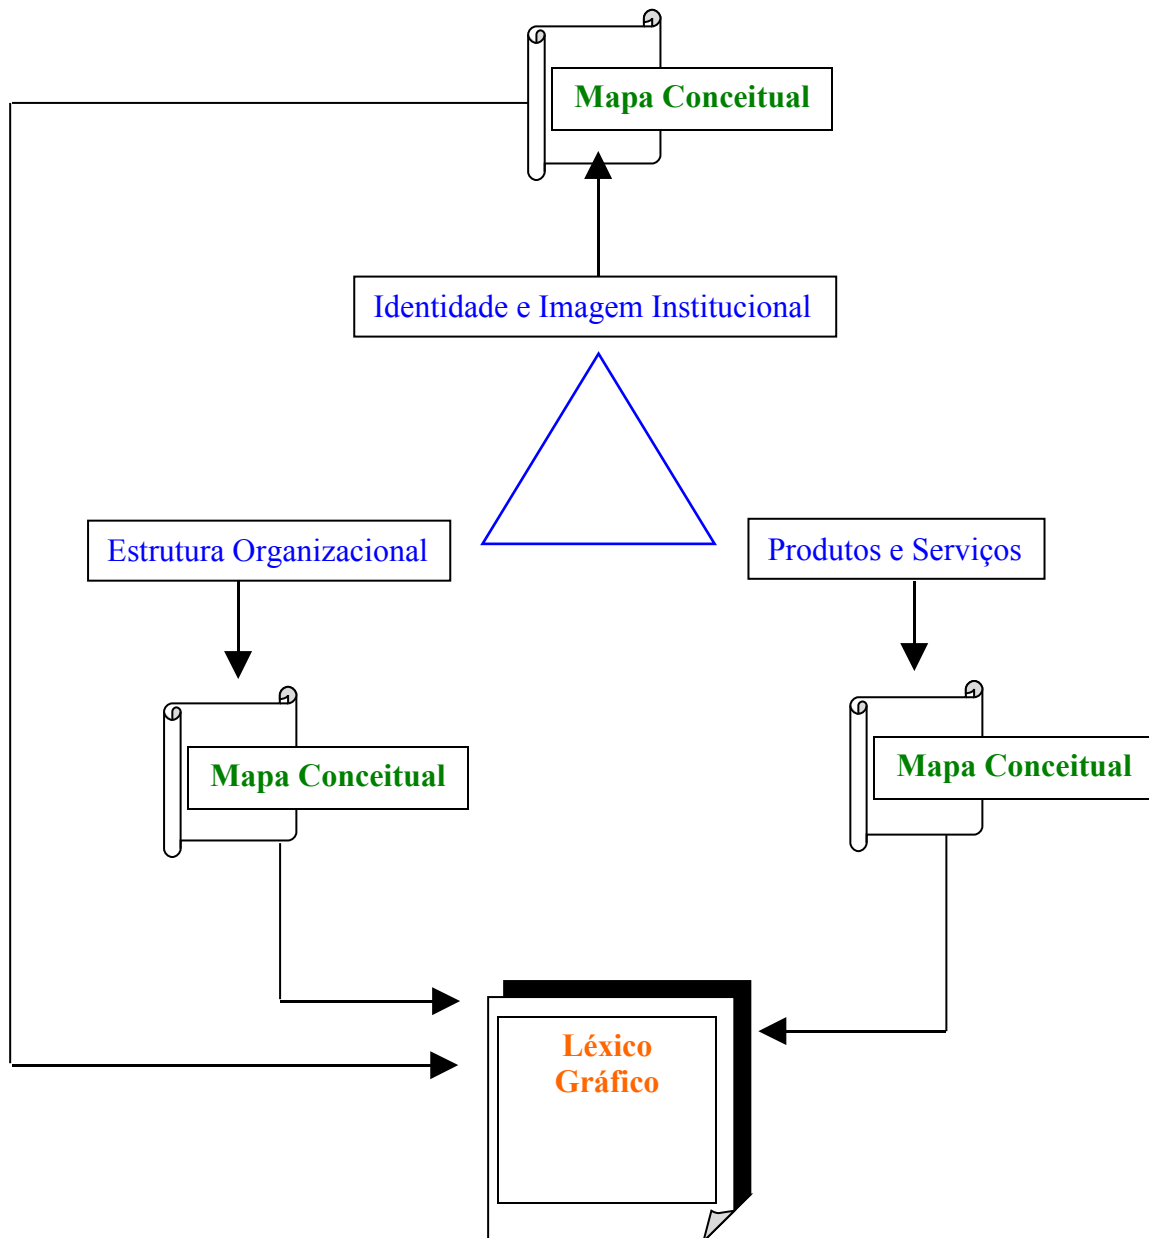 Mapa Conceitual
Identidade e Imagem Institucional
Estrutura Organizacional
Produtos e Serviços
Mapa Conceitual
Mapa Conceitual
Léxico
Gráfico